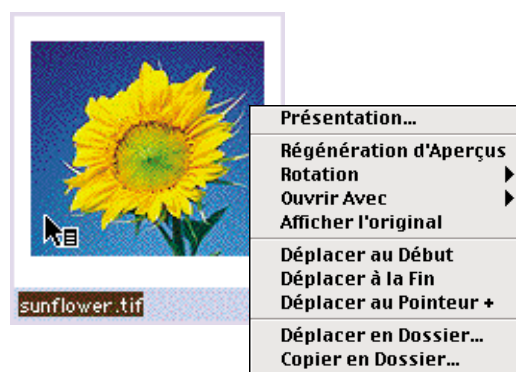 sunflower.tif
Présentation...
Régénération d'Aperçus
Rotation
Ouvrir Avec
Afficher l'original
Déplacer au Début
Déplacer à la Fin
Déplacer au Pointeur +
Déplacer en Dossier...
Copier en Dossier...